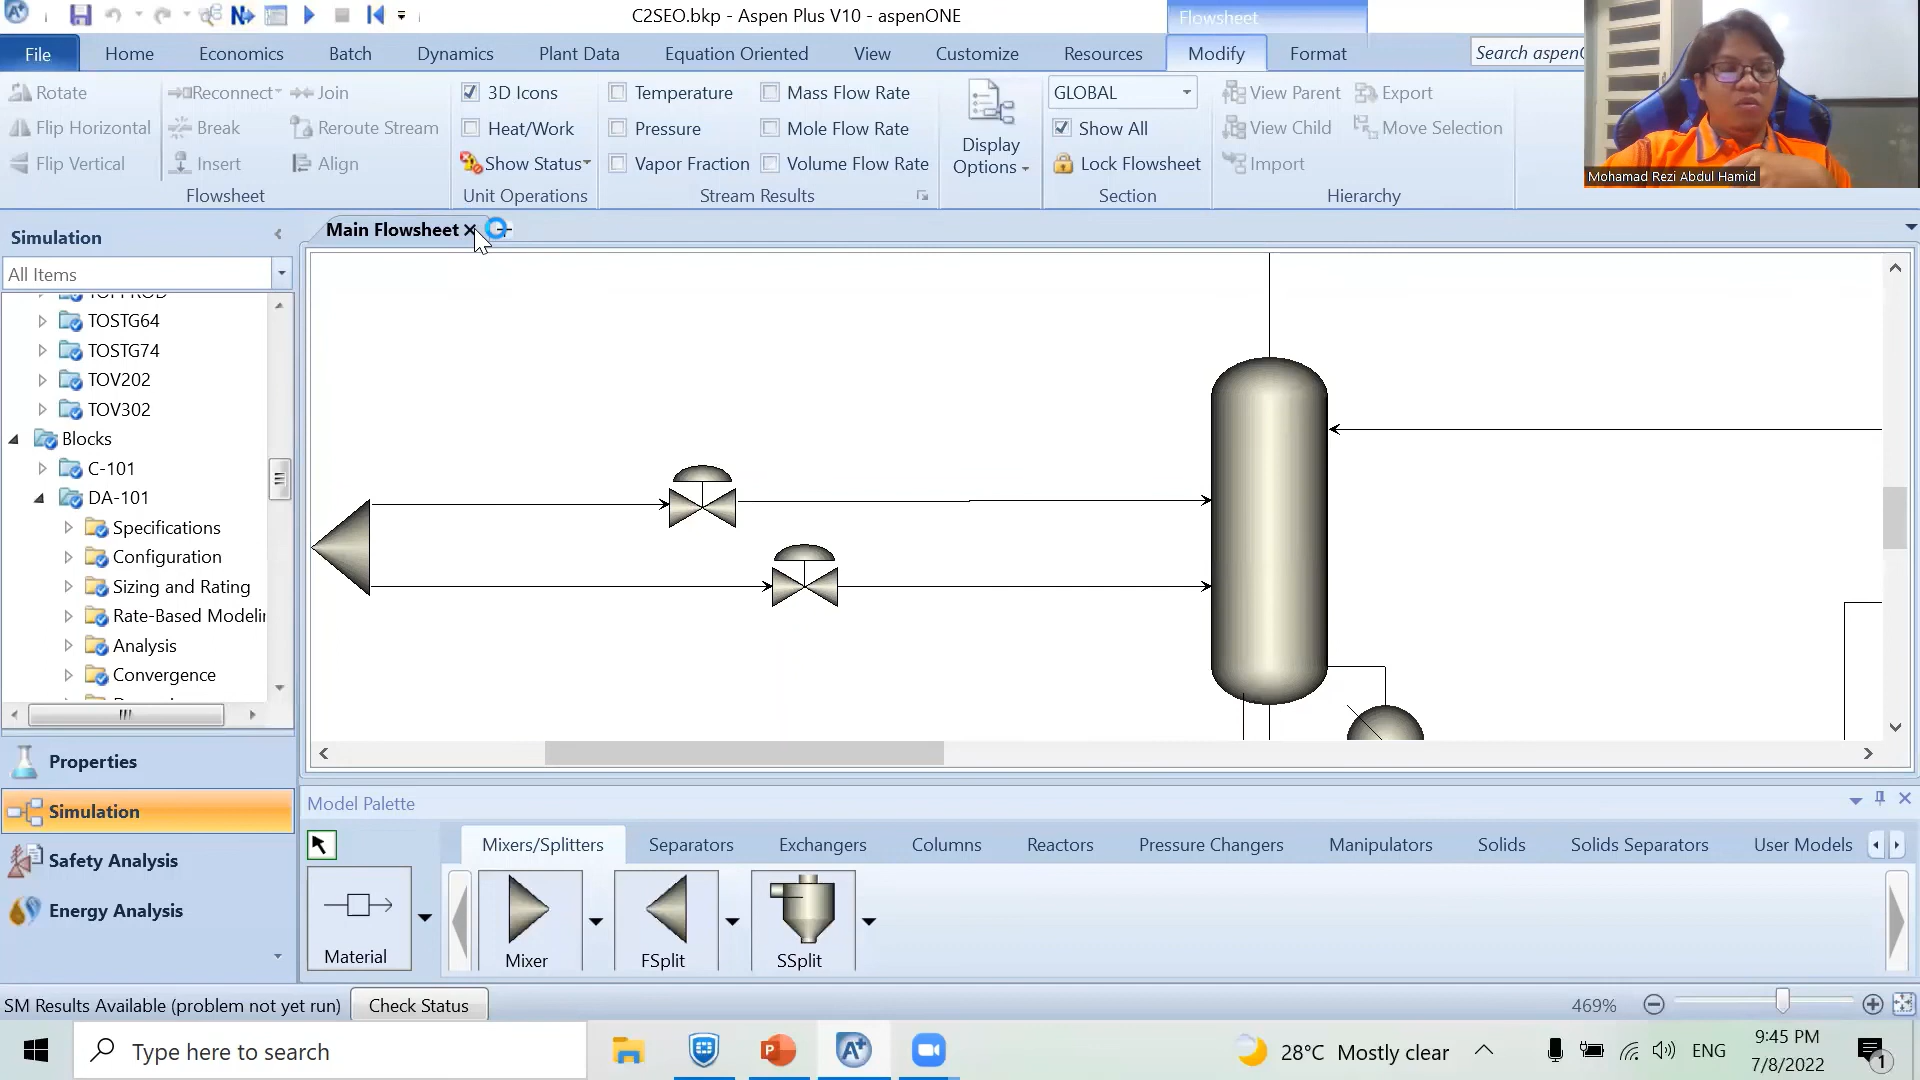 C2SEO.bkp - Aspen Plus V10 - aspenONE
Flowsheet
File Home Economics Batch Dynamics Plant Data Equation Oriented View Customize Resources Modify Format Search aspen
Rotate
Flip Horizontal
Flip Vertical
Reconnect Join
Break Reroute Stream
Insert Align
Flowsheet
3D Icons
Heat/Work
Show Status
Unit Operations
Temperature Mass Flow Rate
Pressure Mole Flow Rate
Vapor Fraction Volume Flow Rate
Stream Results
Display
Options
GLOBAL
Show All
Lock Flowsheet
Section
View Parent Export
View Child Move Selection
Import
Hierarchy
Mohamad Rezi Abdul Hamid
Simulation
All Items
Main Flowsheet
TOSTG64
TOSTG74
TOV202
TOV302
Blocks
C-101
DA-101
Specifications
Configuration
Sizing and Rating
Rate-Based Modelin
Analysis
Convergence
Properties
Simulation
Safety Analysis
Energy Analysis
Model Palette
Mixers/Splitters Separators Exchangers Columns Reactors Pressure Changers Manipulators Solids Solids Separators User Models
Material
Mixer
FSplit
SSplit
SM Results Available (problem not yet run) Check Status 469%
Type here to search
28°C Mostly clear
ENG
9:45 PM
7/8/2022
1